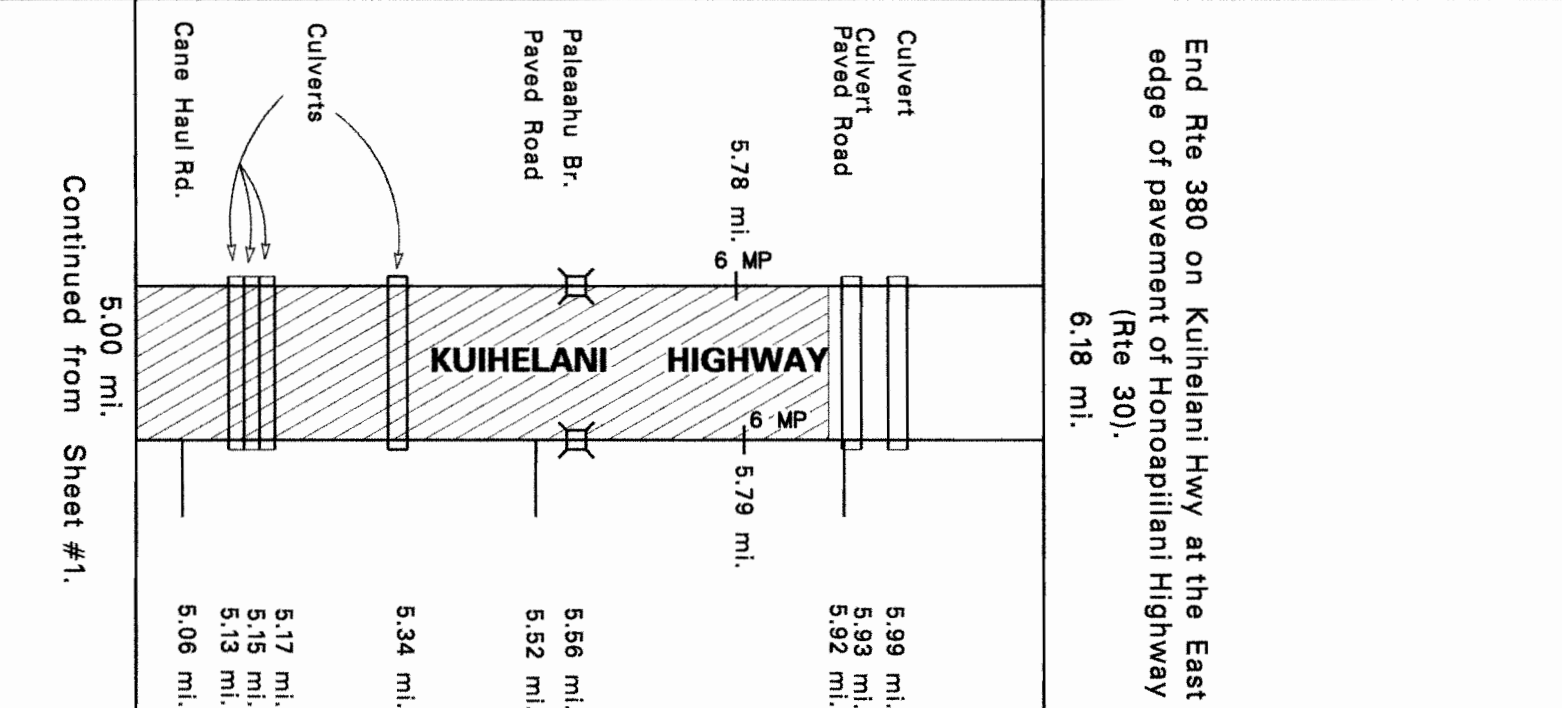 End Rte 380 on Kuihelani Hwy at the East
edge of pavement of Honoapiilani Highway
(Rte 30).
6.18 mi.
Culvert
5.99 mi.
Culvert
5.93 mi.
Paved Road
5.92 mi.
5.78 mi.
6 MP
6 MP
5.79 mi.
KUIHELANI HIGHWAY
Paleaahu Br.
5.56 mi.
Paved Road
5.52 mi.
Culverts
5.34 mi.
5.17 mi.
5.15 mi.
5.13 mi.
Cane Haul Rd.
5.06 mi.
5.00 mi.
Continued from Sheet #1.